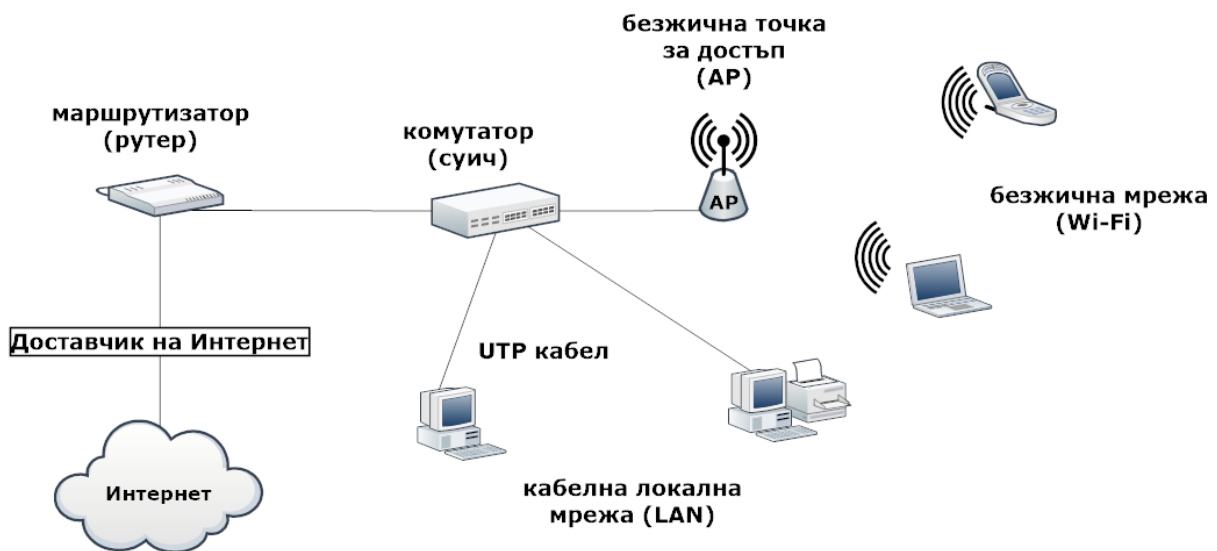 безжична точка
за достъп
(AP)
маршрутизатор
(рутер)
комутатор
(суич)
AP
безжична мрежа
(Wi-Fi)
Доставчик на Интернет
UTP кабел
Интернет
кабелна локална
мрежа (LAN)